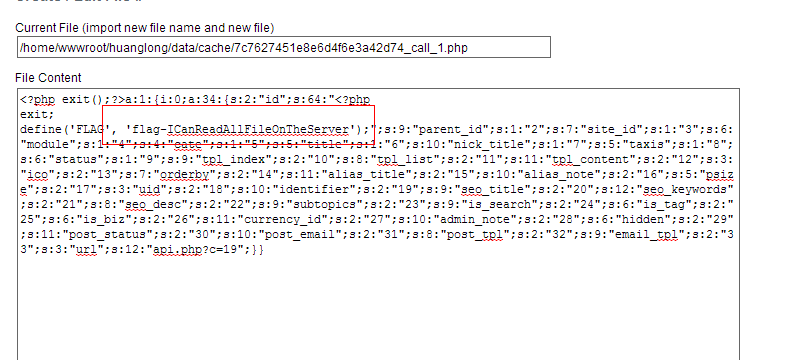 Current File (import new file name and new file)
/home/wwwroot/huanglong/data/cache/7c7627451e8e6d4f6e3a42d74_call_1.php
File Content
<?php exit();?>a:1:{i:0;a:34:{s:2:"id";s:64:"<?php
exit;
define('FLAG', 'flag-ICanReadAllFileOnTheServer');";s:9:"parent_id";s:1:"2";s:7:"site_id";s:1:"3";s:6:
"module";s:1:"4";s:4:"cate";s:1:"5";s:5:"title";s:1:"6";s:10:"nick_title";s:1:"7";s:5:"taxis";s:1:"8";
s:6:"status";s:1:"9";s:9:"tpl_index";s:2:"10";s:8:"tpl_list";s:2:"11";s:11:"tpl_content";s:2:"12";s:3:
"ico";s:2:"13";s:7:"orderby";s:2:"14";s:11:"alias_title";s:2:"15";s:10:"alias_note";s:2:"16";s:5:"psiz
e";s:2:"17";s:3:"uid";s:2:"18";s:10:"identifier";s:2:"19";s:9:"seo_title";s:2:"20";s:12:"seo_keywords"
;s:2:"21";s:8:"seo_desc";s:2:"22";s:9:"subtopics";s:2:"23";s:9:"is_search";s:2:"24";s:6:"is_tag";s:2:"
25";s:6:"is_biz";s:2:"26";s:11:"currency_id";s:2:"27";s:10:"admin_note";s:2:"28";s:6:"hidden";s:2:"29"
;s:11:"post_status";s:2:"30";s:10:"post_email";s:2:"31";s:8:"post_tpl";s:2:"32";s:9:"email_tpl";s:2:"3
3";s:3:"url";s:12:"api.php?c=19";}}